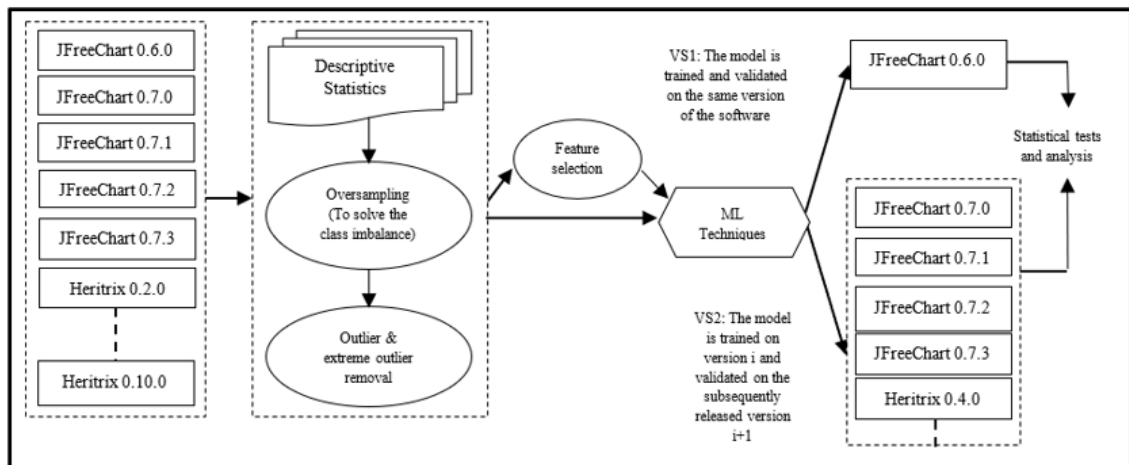 JFreeChart 0.6.0
JFreeChart 0.7.0
JFreeChart 0.7.1
JFreeChart 0.7.2
JFreeChart 0.7.3
Heritrix 0.2.0
Heritrix 0.10.0
Descriptive
Statistics
Oversampling
(To solve the
class imbalance)
Outlier &
extreme outlier
removal
Feature
selection
VS1: The model is
trained and validated
on the same version
of the software
ML
Techniques
VS2: The model
is trained on
version i and
validated on the
subsequently
released version
i+1
JFreeChart 0.6.0
JFreeChart 0.7.0
JFreeChart 0.7.1
JFreeChart 0.7.2
JFreeChart 0.7.3
Heritrix 0.4.0
Statistical tests
and analysis